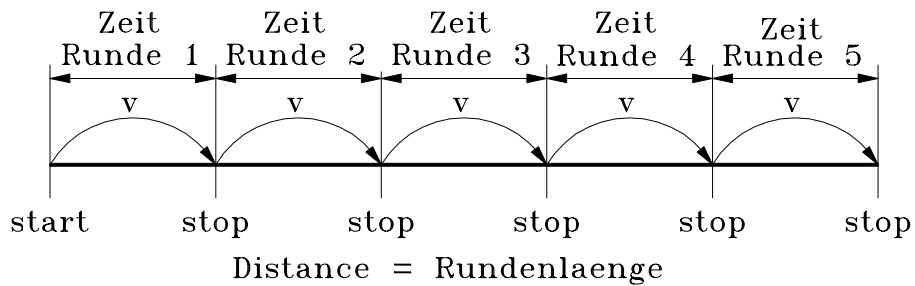 Zeit Zeit Zeit Zeit Zeit
Runde 1 Runde 2 Runde 3 Runde 4 Runde 5
v v v v v
start stop stop stop stop stop
Distance = Rundenlaenge